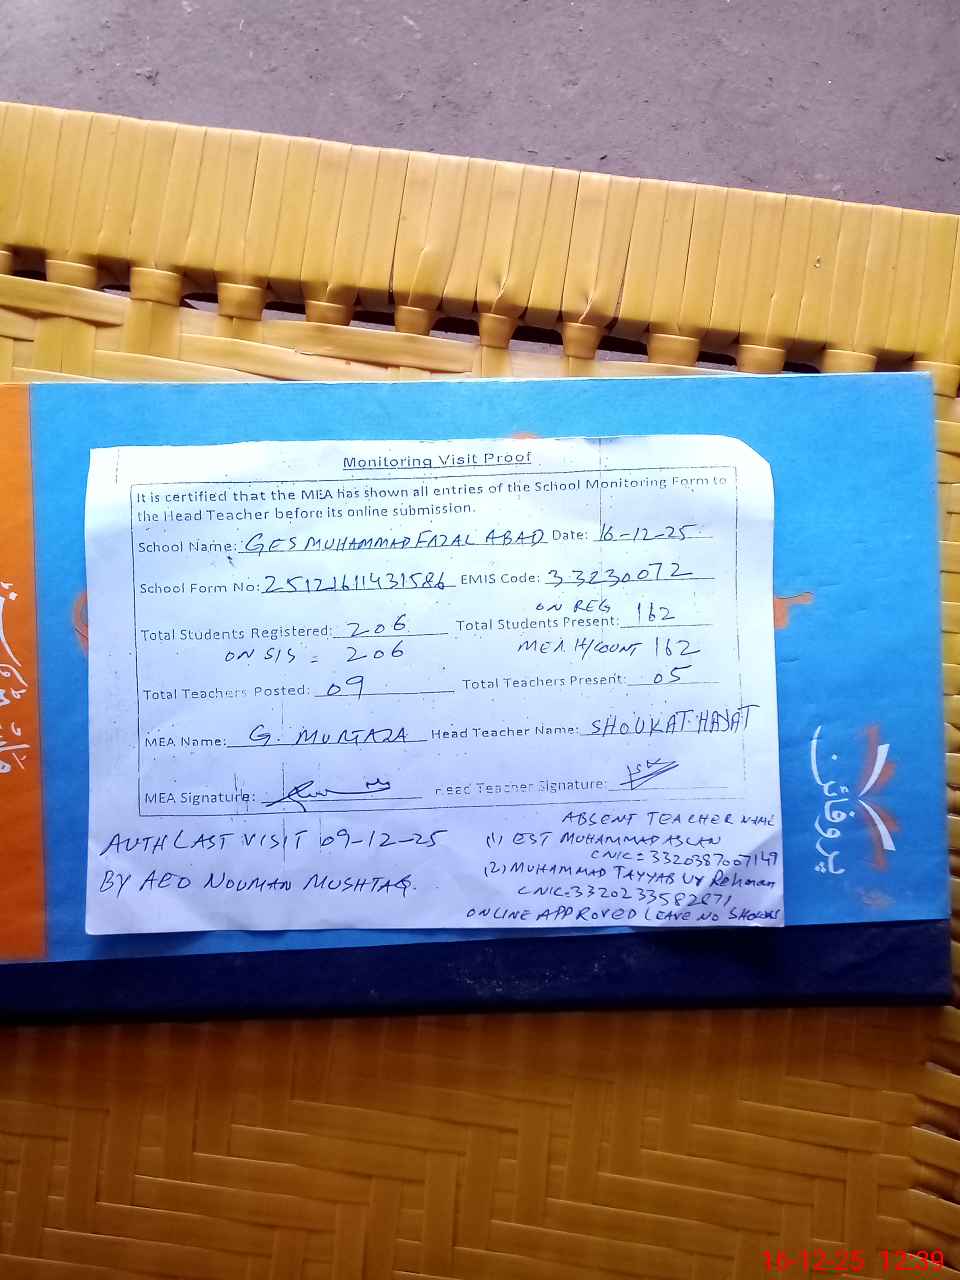 Monitoring Visit Proof
It is certified that the MEA has shown all entries of the School Monitoring Form to
the Head Teacher before its online submission.
School Name: GES MUHAMMAD FAZAL ABAD Date: 16-12-25
School Form No: 25121611431586 EMIS Code: 33230072
ON REG
Total Students Registered: 206 Total Students Present: 162
ON SIS = 206 MEA H/COUNT 162
Total Teachers Posted: 09 Total Teachers Present: 05
MEA Name: G. MURTAZA Head Teacher Name: SHOUKAT HAYAT
MEA Signature: Head Teacher Signature:
ABSENT TEACHER NAME
AUTH LAST VISIT 09-12-25
BY AEO NOUMAN MUSHTAQ.
(1) EST MUHAMMAD ASLAN
CNIC = 3320387007147
(2) MUHAMMAD TAYYAB Ur Rehman
CNIC = 3320233582871
ONLINE APPROVED LEAVE NO SHOWS
پیروفائن
16-12-25 12:39